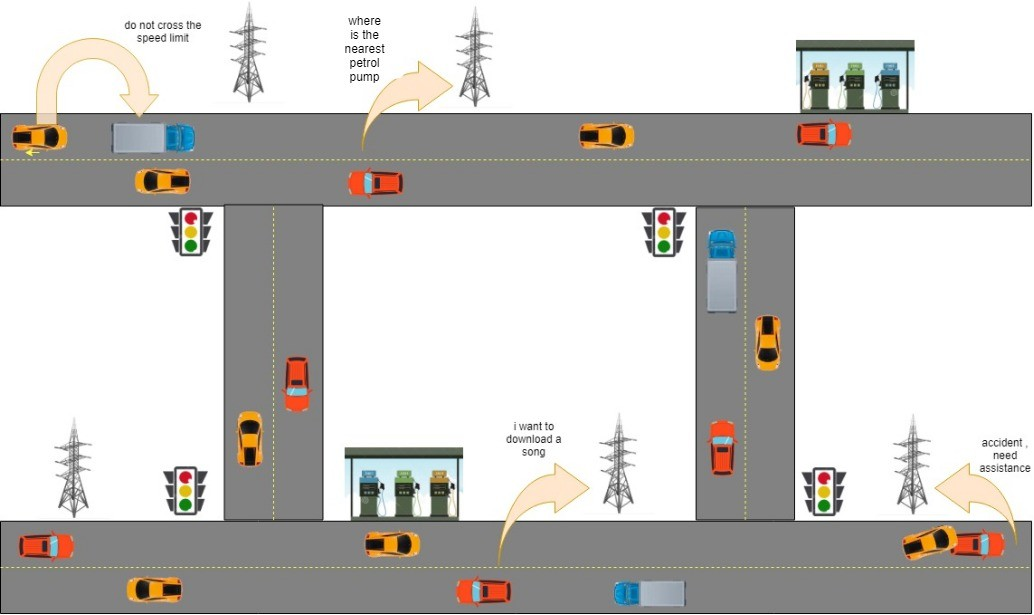 do not cross the
speed limit
where
is the
nearest
petrol
pump
i want to
download a
song
accident ,
need
assistance